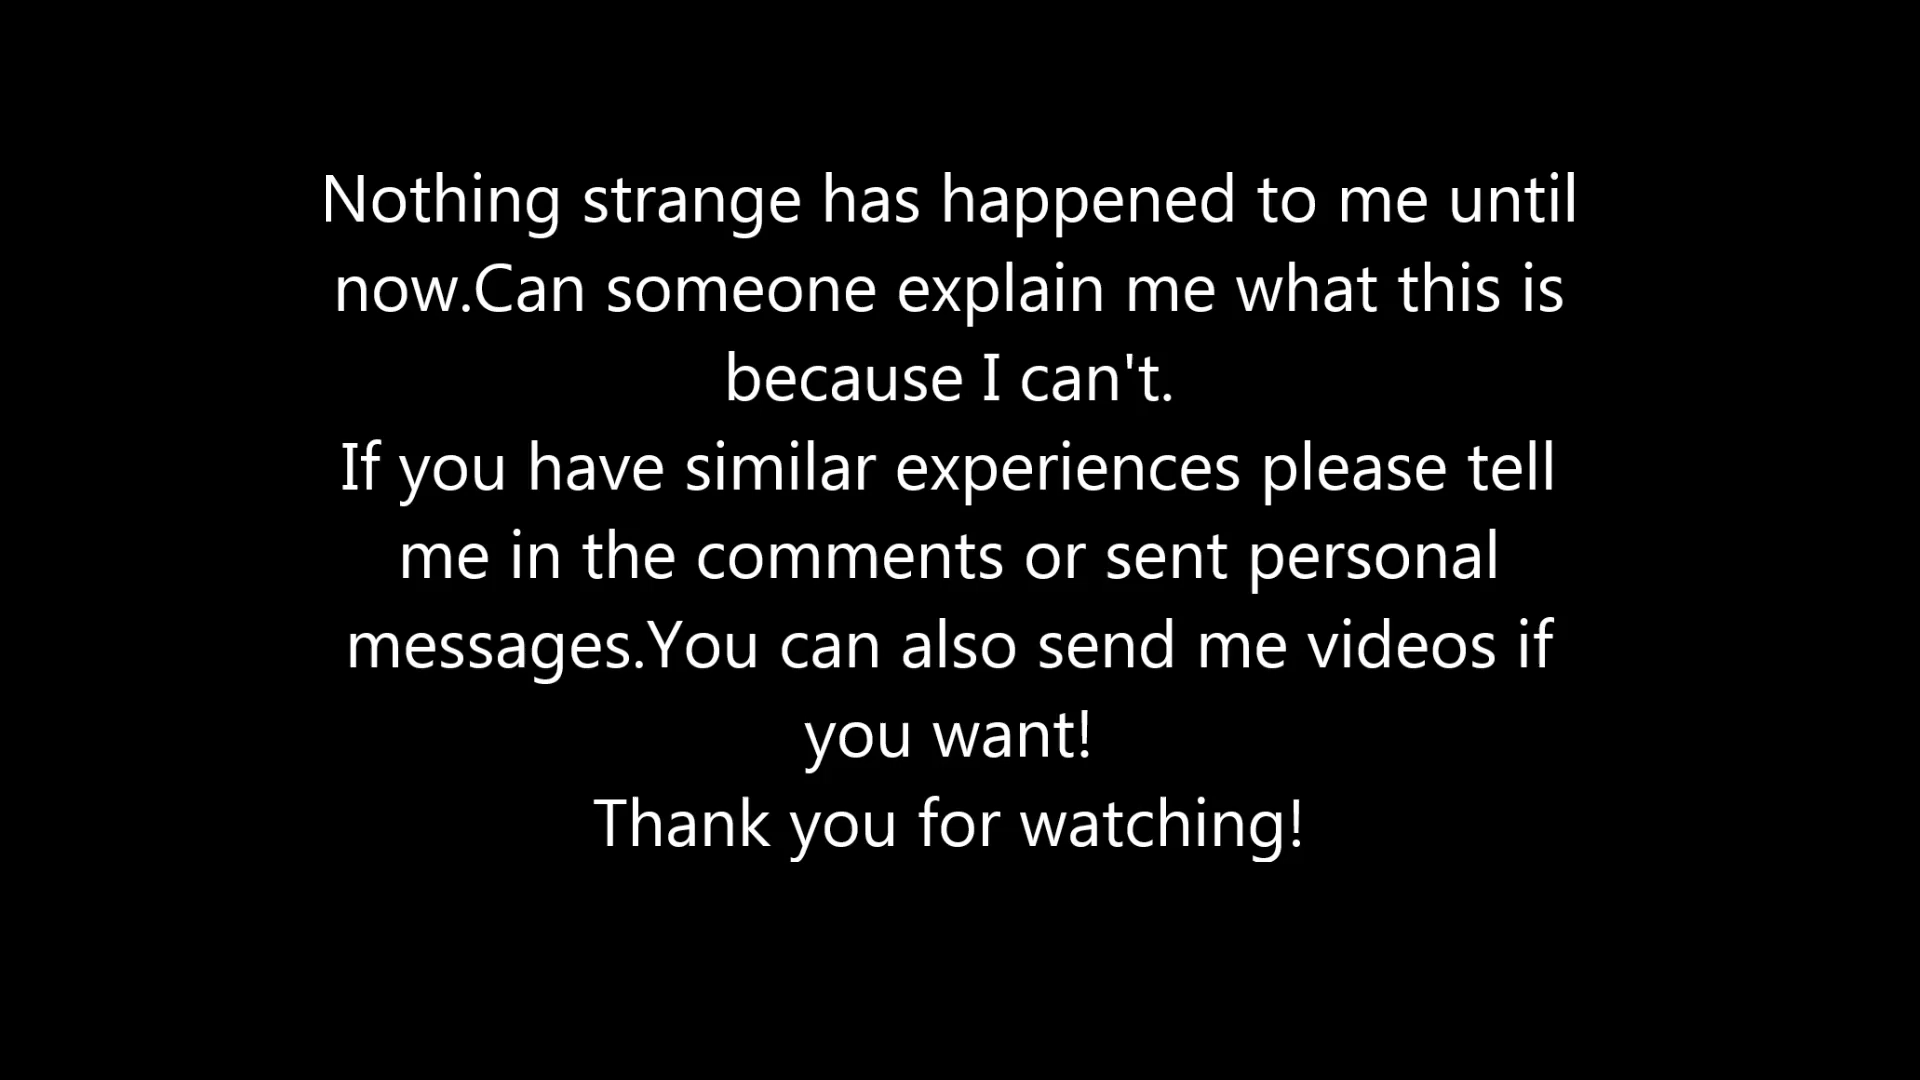 Nothing strange has happened to me until
now.Can someone explain me what this is
because I can't.
If you have similar experiences please tell
me in the comments or sent personal
messages.You can also send me videos if
you want!
Thank you for watching!